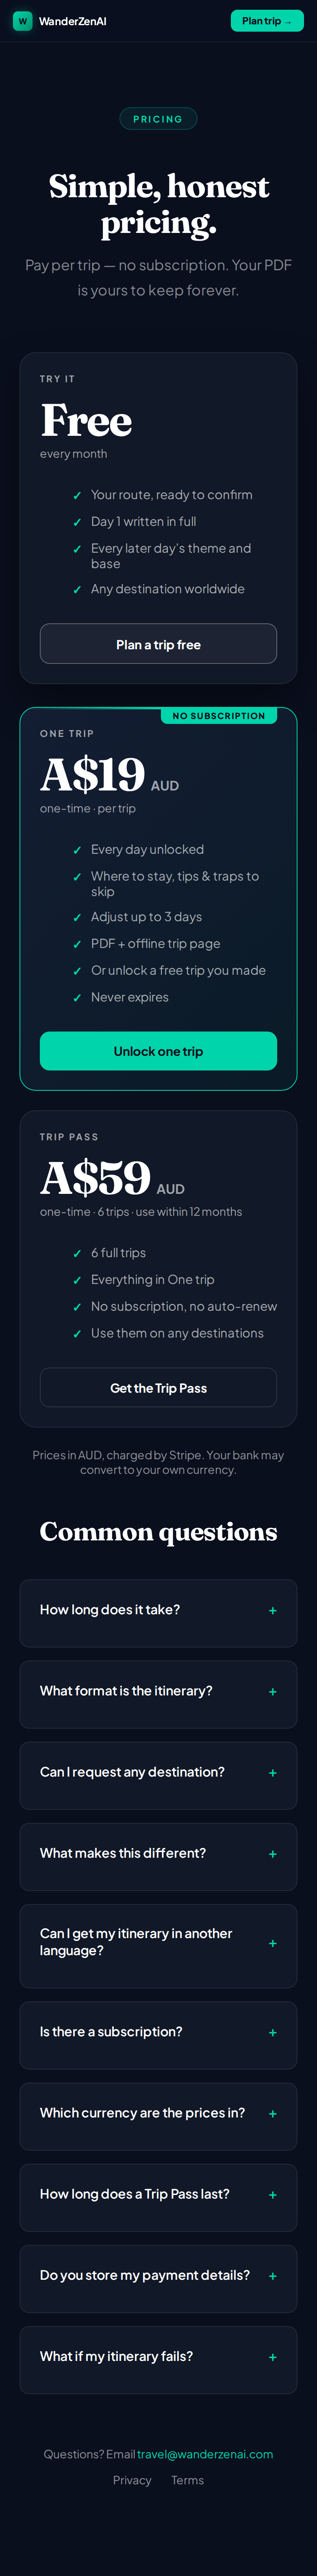 W WanderZenAI
Plan trip →
PRICING
Simple, honest
pricing.
Pay per trip — no subscription. Your PDF
is yours to keep forever.
TRY IT
Free
every month
✓ Your route, ready to confirm
✓ Day 1 written in full
✓ Every later day's theme and
base
✓ Any destination worldwide
Plan a trip free
NO SUBSCRIPTION
ONE TRIP
A$19 AUD
one-time · per trip
✓ Every day unlocked
✓ Where to stay, tips & traps to
skip
✓ Adjust up to 3 days
✓ PDF + offline trip page
✓ Or unlock a free trip you made
✓ Never expires
Unlock one trip
TRIP PASS
A$59 AUD
one-time · 6 trips · use within 12 months
✓ 6 full trips
✓ Everything in One trip
✓ No subscription, no auto-renew
✓ Use them on any destinations
Get the Trip Pass
Prices in AUD, charged by Stripe. Your bank may
convert to your own currency.
Common questions
How long does it take? +
What format is the itinerary? +
Can I request any destination? +
What makes this different? +
Can I get my itinerary in another
language? +
Is there a subscription? +
Which currency are the prices in? +
How long does a Trip Pass last? +
Do you store my payment details? +
What if my itinerary fails? +
Questions? Email travel@wanderzenai.com
Privacy Terms